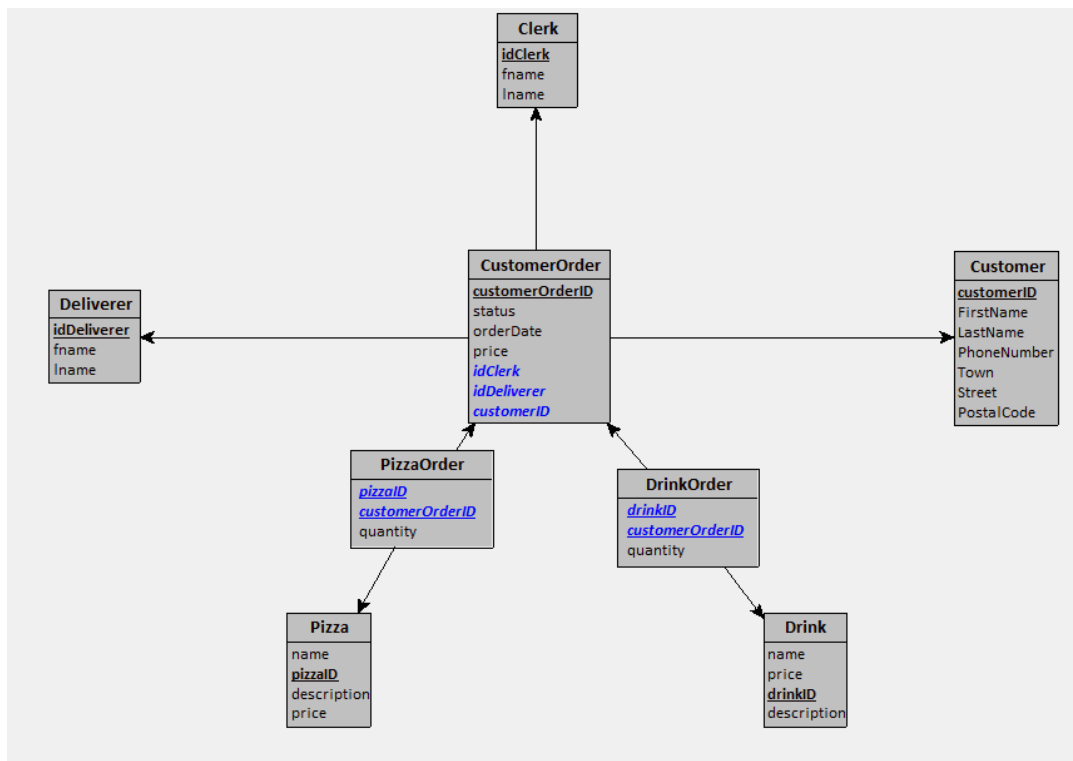 Clerk
idClerk
fname
lname
CustomerOrder
customerOrderID
status
orderDate
price
idClerk
idDeliverer
customerID
Customer
customerID
FirstName
LastName
PhoneNumber
Town
Street
PostalCode
Deliverer
idDeliverer
fname
lname
PizzaOrder
pizzaID
customerOrderID
quantity
DrinkOrder
drinkID
customerOrderID
quantity
Pizza
name
pizzaID
description
price
Drink
name
price
drinkID
description